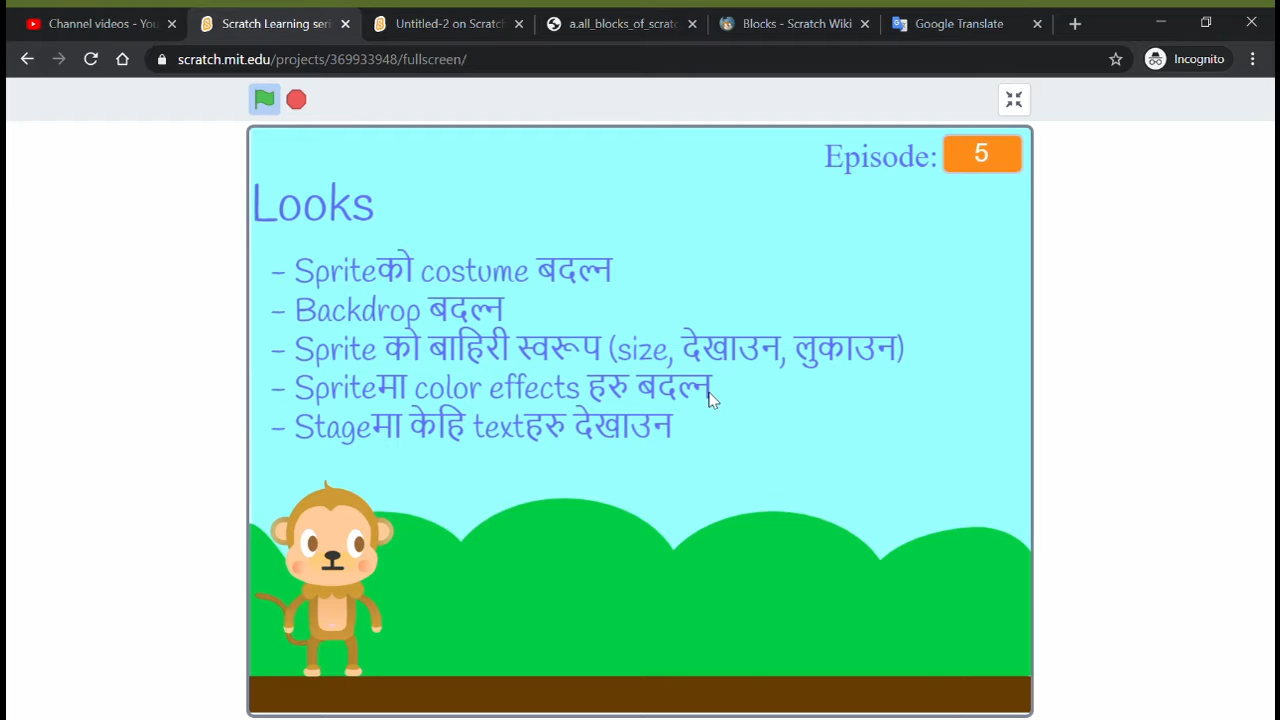 Channel videos - You
Scratch Learning seri
Untitled-2 on Scratch
a.all_blocks_of_scratc
Blocks - Scratch Wiki
Google Translate
scratch.mit.edu/projects/369933948/fullscreen/
Incognito
Episode: 5
Looks
- Spriteको costume बदल्न
- Backdrop बदल्न
- Sprite को बाहिरी स्वरूप (size, देखाउन, लुकाउन)
- Spriteमा color effects हरु बदल्न
- Stageमा केहि textहरु देखाउन